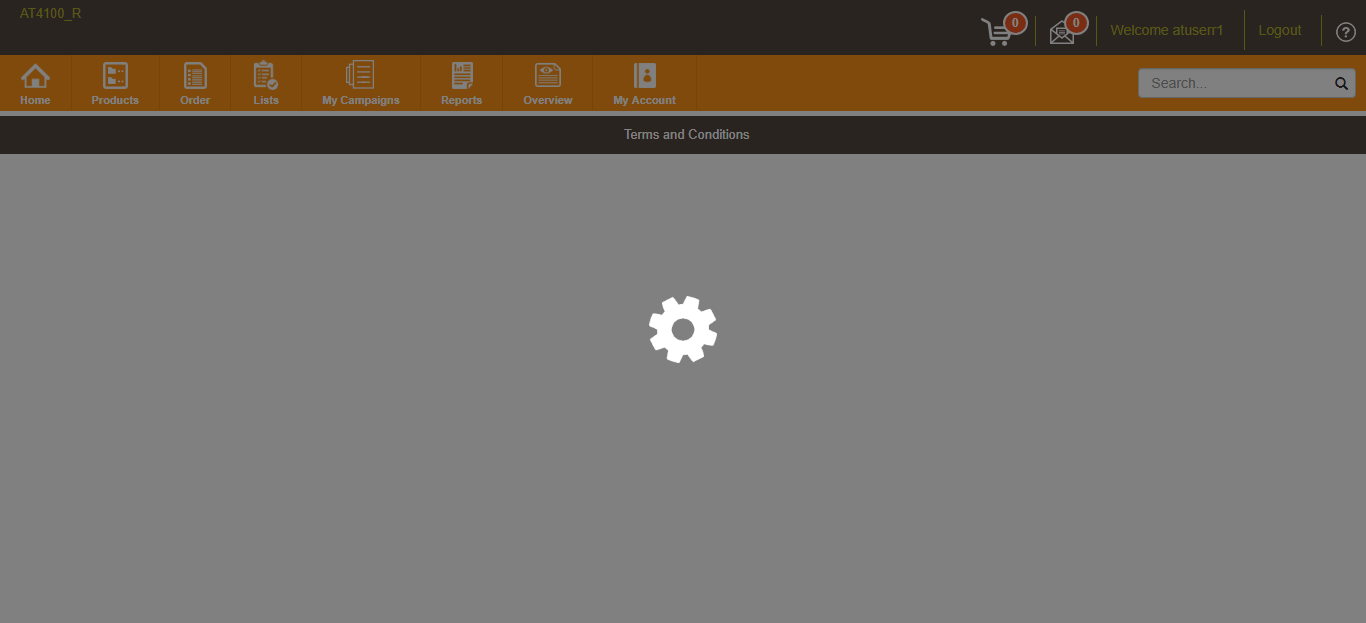 AT4100_R
0
0
Welcome atuserr1
Logout
?
Home
Products
Order
Lists
My Campaigns
Reports
Overview
My Account
Search...
Terms and Conditions